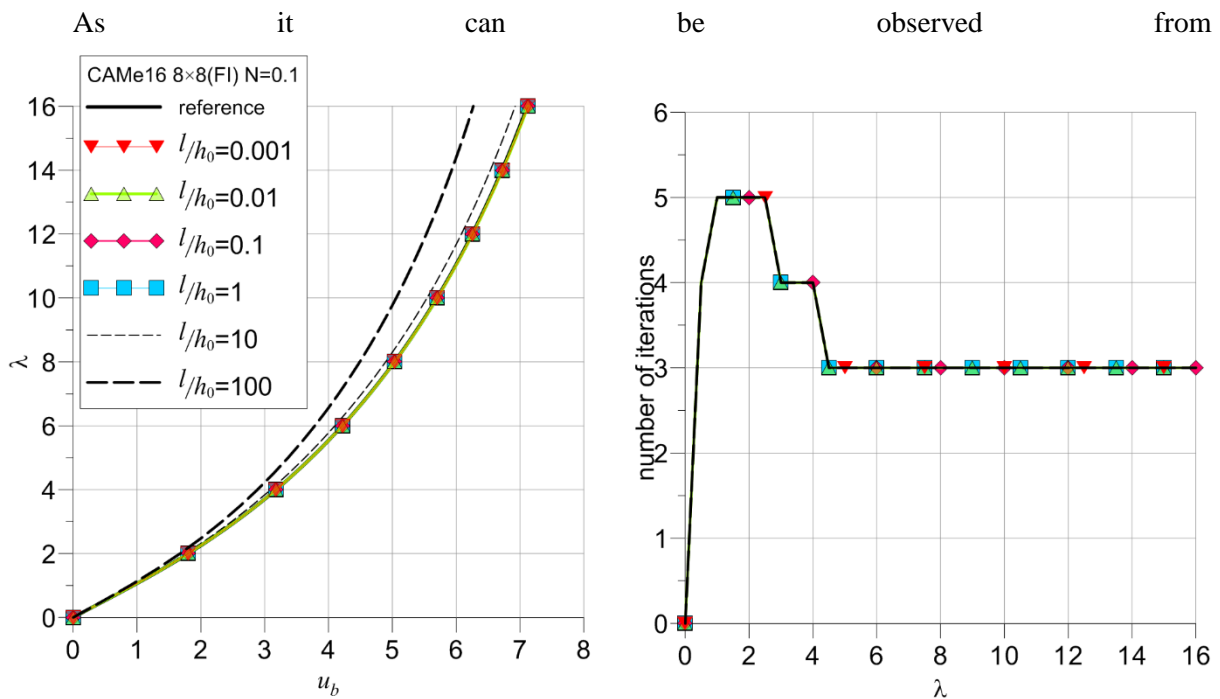 As it can be observed from
CAMe16 8×8(FI) N=0.1
reference
l/h₀=0.001
l/h₀=0.01
l/h₀=0.1
l/h₀=1
l/h₀=10
l/h₀=100
16
14
12
10
8
6
4
2
0
λ
0 1 2 3 4 5 6 7 8
u_b
6
5
4
3
2
1
0
number of iterations
0 2 4 6 8 10 12 14 16
λ